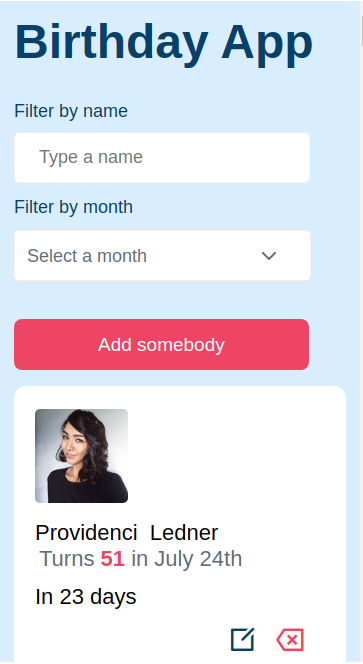 Birthday App
Filter by name
Type a name
Filter by month
Select a month
Add somebody
Providenci Ledner
Turns 51 in July 24th
In 23 days